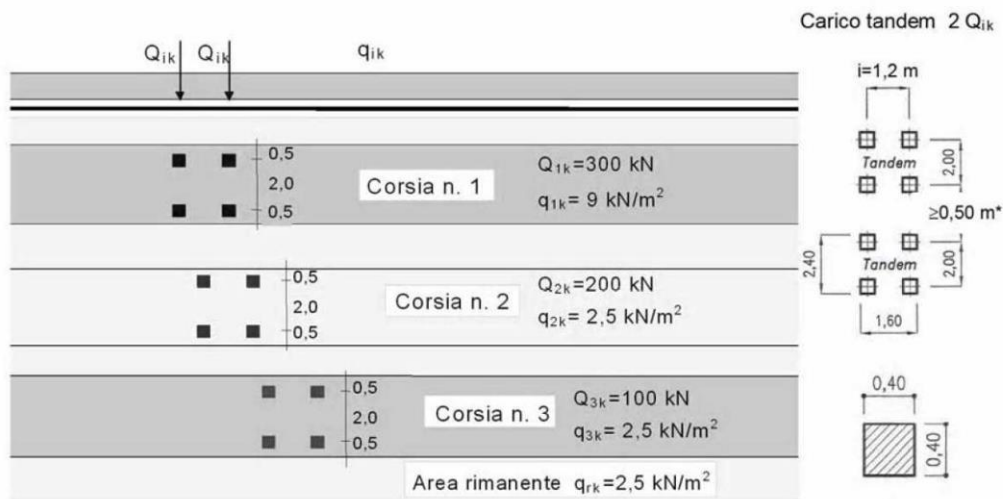 Carico tandem 2 Qik
Qik Qik qik
i=1,2 m
0,5
2,0
0,5
Corsia n. 1
Q1k=300 kN
q1k= 9 kN/m²
Tandem
2,00
≥0,50 m*
0,5
2,0
0,5
Corsia n. 2
Q2k=200 kN
q2k= 2,5 kN/m²
2,40
Tandem
2,00
1,60
0,5
2,0
0,5
Corsia n. 3
Q3k=100 kN
q3k= 2,5 kN/m²
0,40
0,40
Area rimanente qrk=2,5 kN/m²